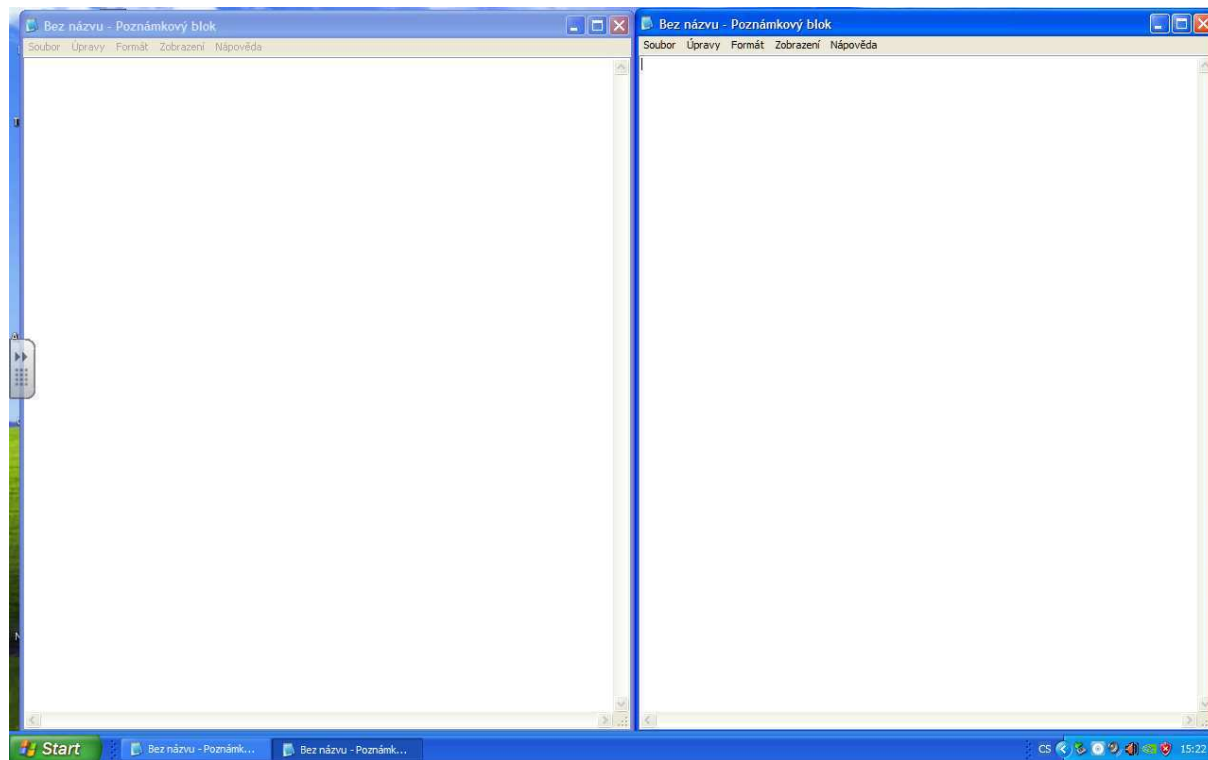 Bez názvu - Poznámkový blok
Soubor Úpravy Formát Zobrazení Nápověda
Bez názvu - Poznámkový blok
Soubor Úpravy Formát Zobrazení Nápověda
Start
Bez názvu - Poznámk...
Bez názvu - Poznámk...
CS
15:22